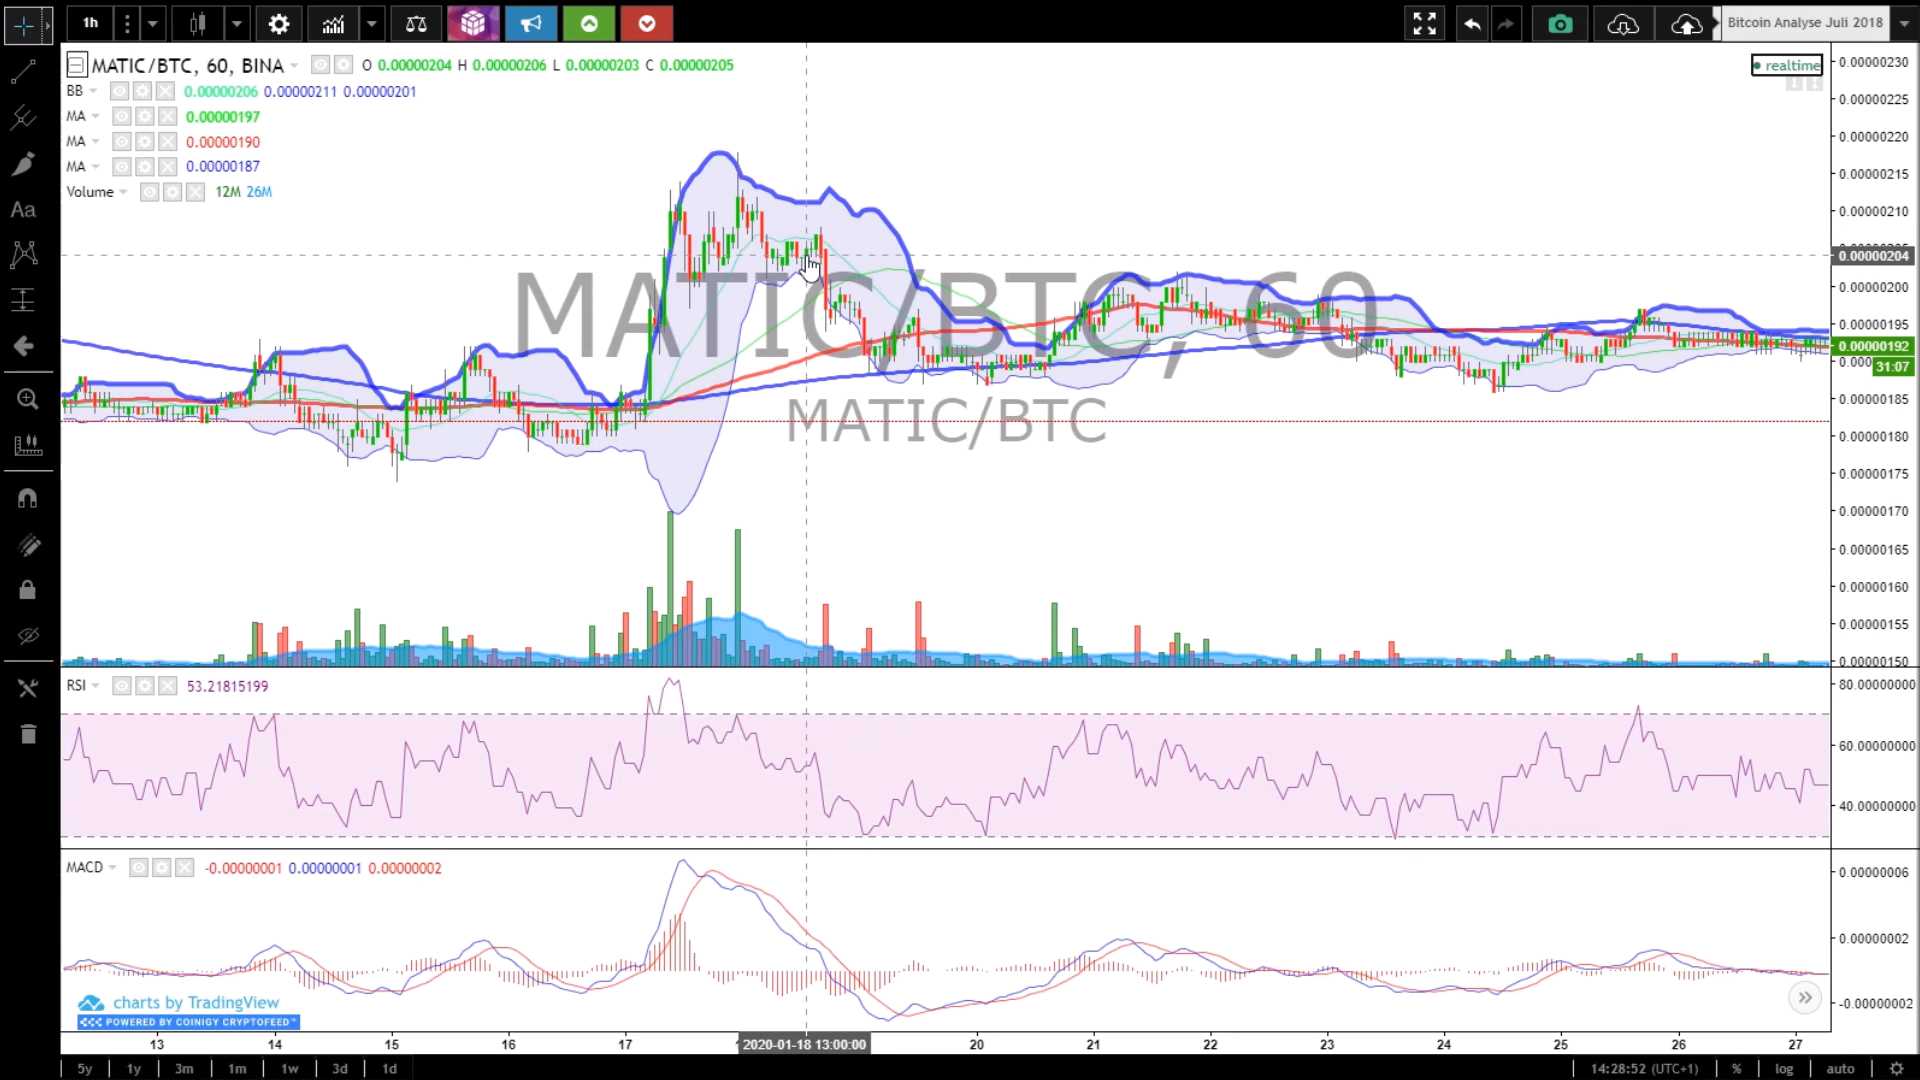 1h
Bitcoin Analyse Juli 2018
MATIC/BTC, 60, BINA O 0.00000204 H 0.00000206 L 0.00000203 C 0.00000205
realtime
BB 0.00000206 0.00000211 0.00000201
MA 0.00000197
MA 0.00000190
MA 0.00000187
Volume 12M 26M
Aa
MATIC/BTC, 60
MATIC/BTC
0.00000230
0.00000225
0.00000220
0.00000215
0.00000210
0.00000204
0.00000200
0.00000195
0.00000192
31:07
0.00000185
0.00000180
0.00000175
0.00000170
0.00000165
0.00000160
0.00000155
0.00000150
RSI 53.21815199
80.00000000
60.00000000
40.00000000
MACD -0.00000001 0.00000001 0.00000002
0.00000006
0.00000002
-0.00000002
charts by TradingView
POWERED BY COINIGY CRYPTOFEED™
13 14 15 16 17 2020-01-18 13:00:00 20 21 22 23 24 25 26 27
5y 1y 3m 1m 1w 3d 1d 14:28:52 (UTC+1) % log auto